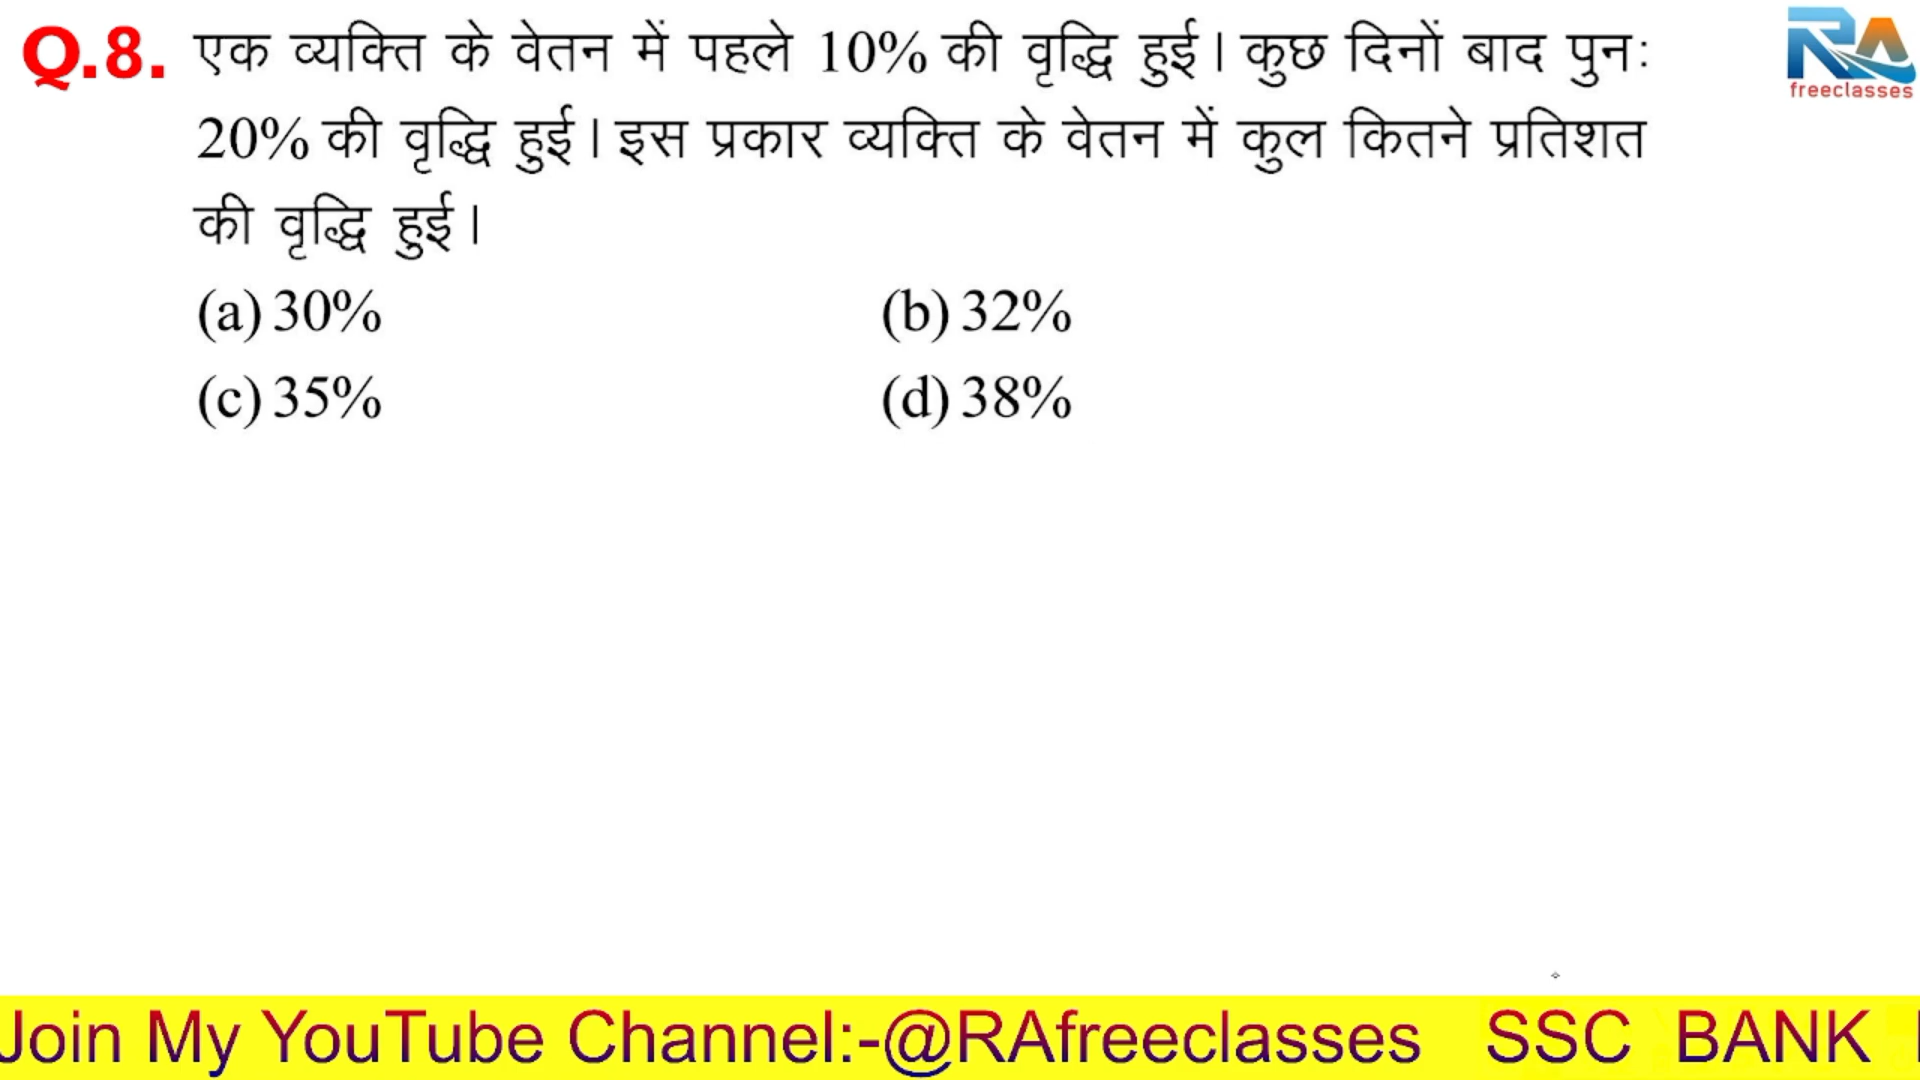 Q.8. एक व्यक्ति के वेतन में पहले 10% की वृद्धि हुई। कुछ दिनों बाद पुनः
20% की वृद्धि हुई। इस प्रकार व्यक्ति के वेतन में कुल कितने प्रतिशत
की वृद्धि हुई।
(a) 30% (b) 32%
(c) 35% (d) 38%
RA
freeclasses
Join My YouTube Channel:-@RAfreeclasses SSC BANK